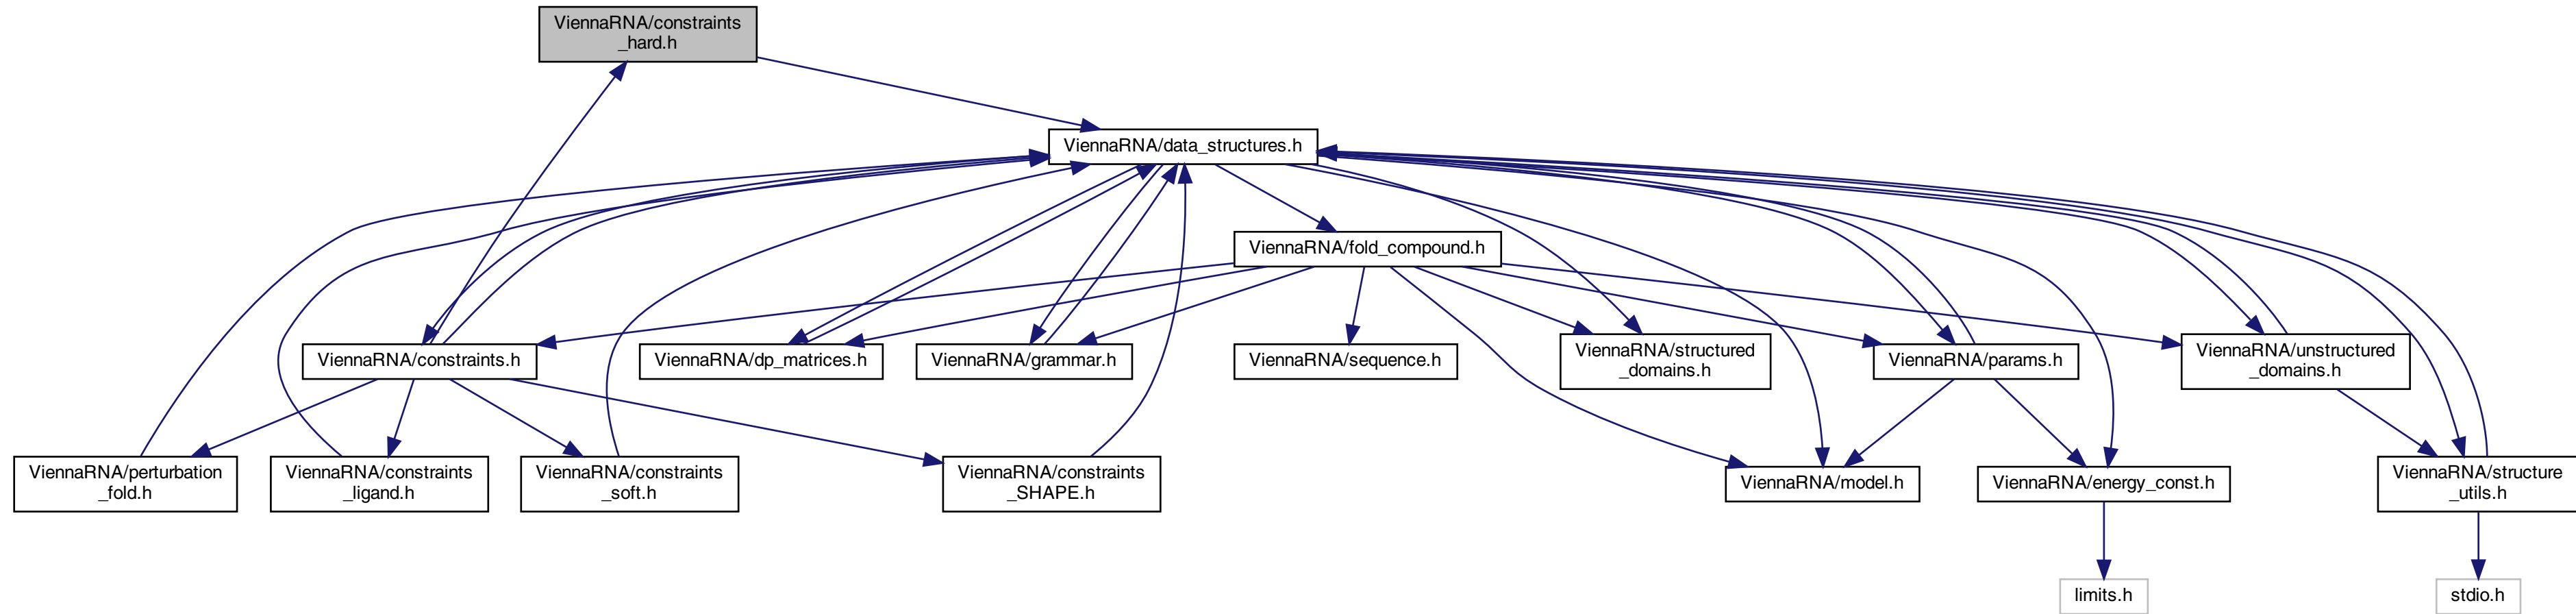 ViennaRNA/constraints
_hard.h
ViennaRNA/data_structures.h
ViennaRNA/fold_compound.h
ViennaRNA/constraints.h
ViennaRNA/dp_matrices.h
ViennaRNA/grammar.h
ViennaRNA/sequence.h
ViennaRNA/structured
_domains.h
ViennaRNA/params.h
ViennaRNA/unstructured
_domains.h
ViennaRNA/perturbation
_fold.h
ViennaRNA/constraints
_ligand.h
ViennaRNA/constraints
_soft.h
ViennaRNA/constraints
_SHAPE.h
ViennaRNA/model.h
ViennaRNA/energy_const.h
ViennaRNA/structure
_utils.h
limits.h
stdio.h